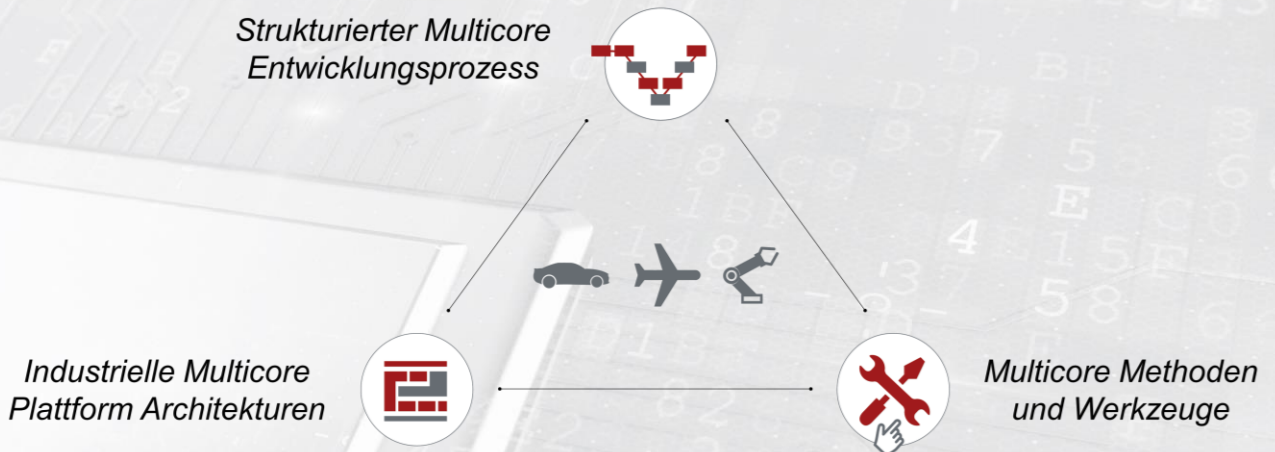 Strukturierter Multicore
Entwicklungsprozess
Industrielle Multicore
Plattform Architekturen
Multicore Methoden
und Werkzeuge